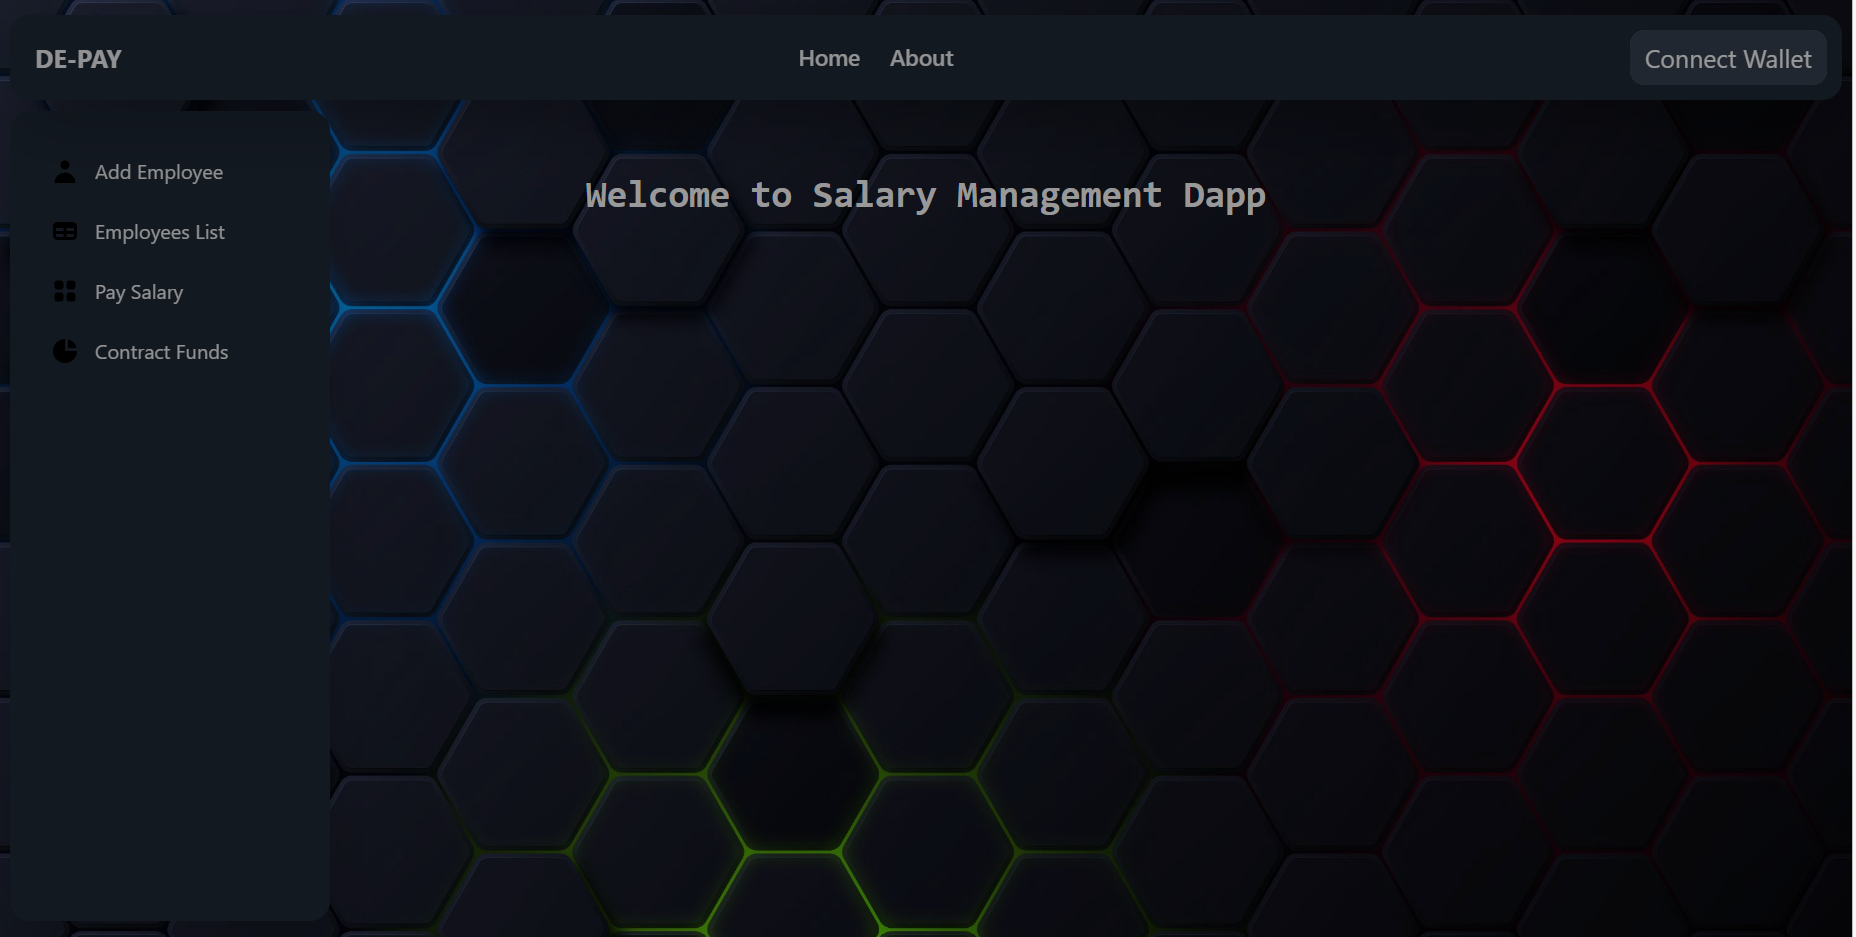 DE-PAY
Home
About
Connect Wallet
Add Employee
Employees List
Pay Salary
Contract Funds
Welcome to Salary Management Dapp